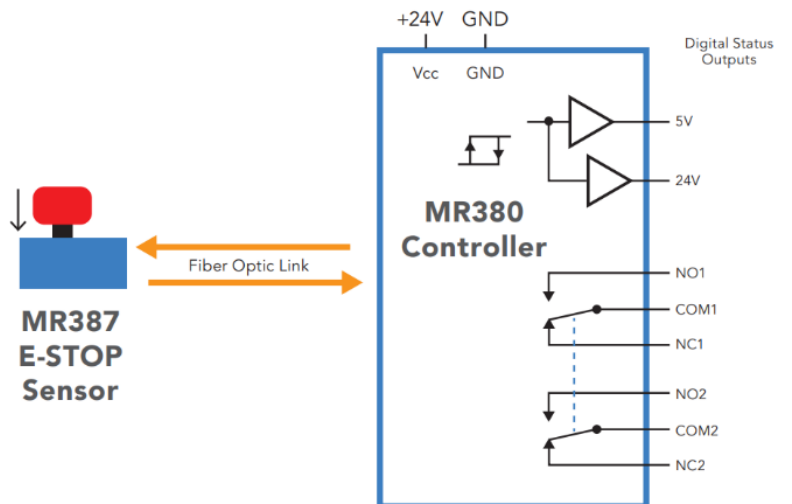 +24V GND
Digital Status
Outputs
Vcc GND
5V
24V
MR380
Controller
Fiber Optic Link
MR387
E-STOP
Sensor
NO1
COM1
NC1
NO2
COM2
NC2